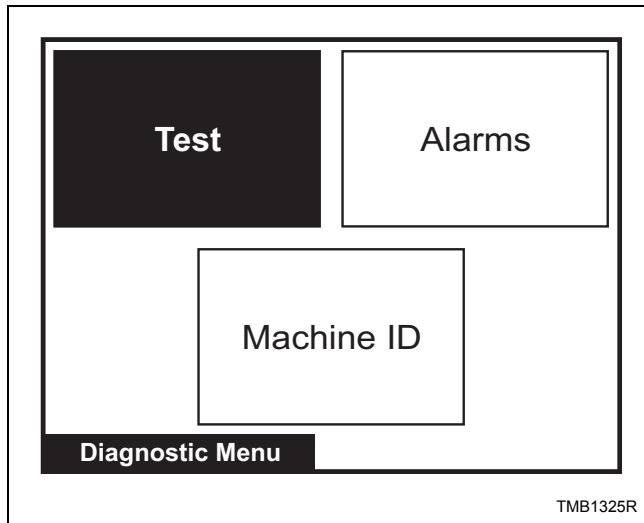 Test
Alarms
Machine ID
Diagnostic Menu
TMB1325R